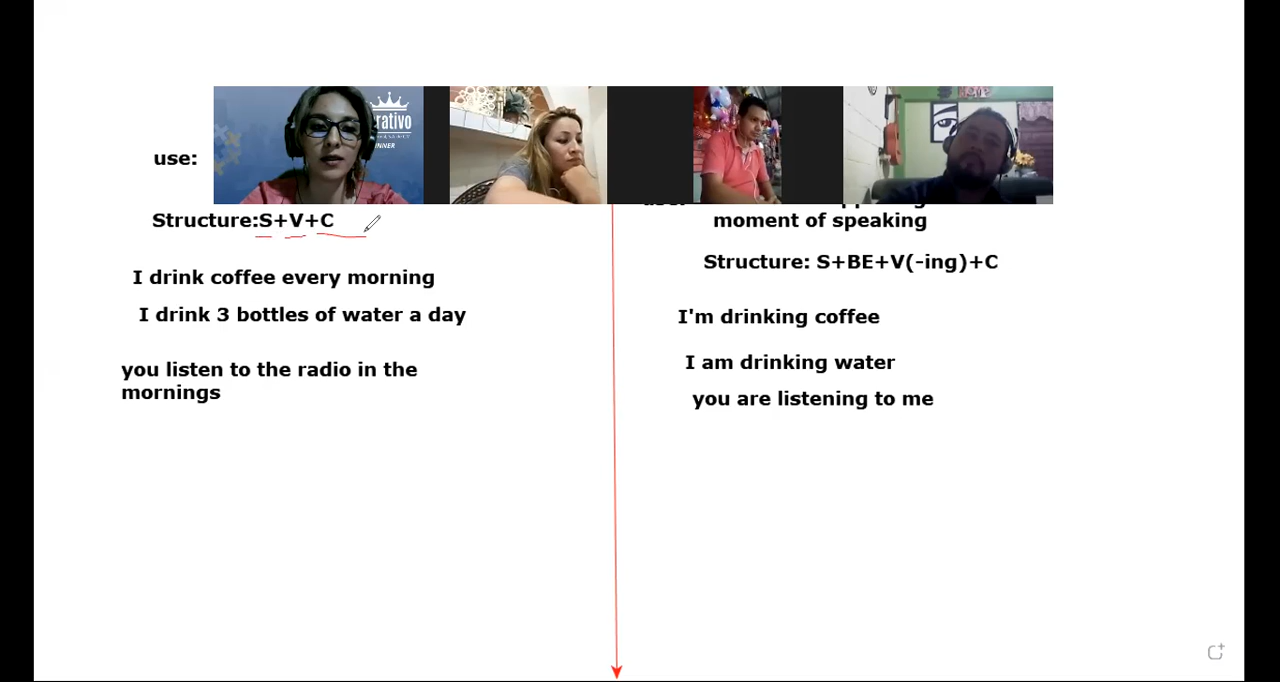 use:
Structure:S+V+C
I drink coffee every morning
I drink 3 bottles of water a day
you listen to the radio in the
mornings
moment of speaking
Structure: S+BE+V(-ing)+C
I'm drinking coffee
I am drinking water
you are listening to me